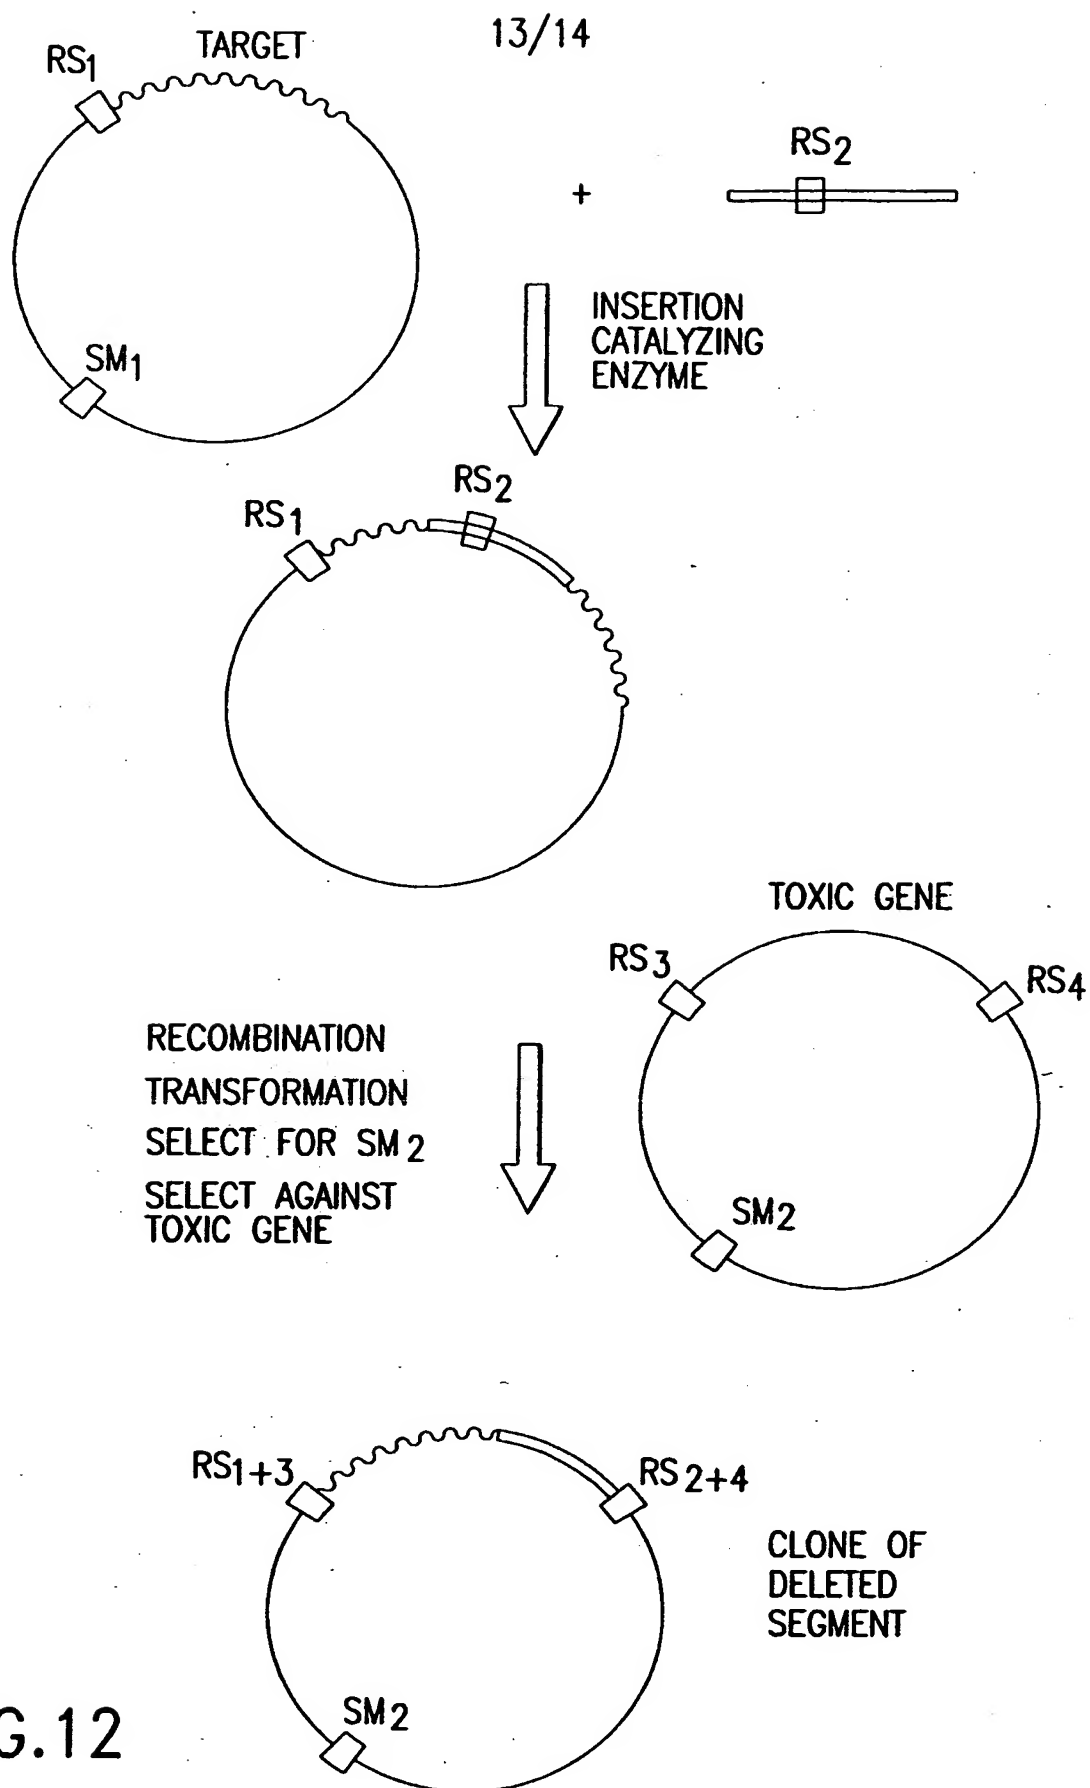 13/14
TARGET
RS1
RS2
+
SM1
INSERTION
CATALYZING
ENZYME
RS2
RS1
TOXIC GENE
RS3
RS4
RECOMBINATION
TRANSFORMATION
SELECT FOR SM2
SELECT AGAINST
TOXIC GENE
SM2
RS1+3
RS2+4
CLONE OF
DELETED
SEGMENT
SM2
G.12